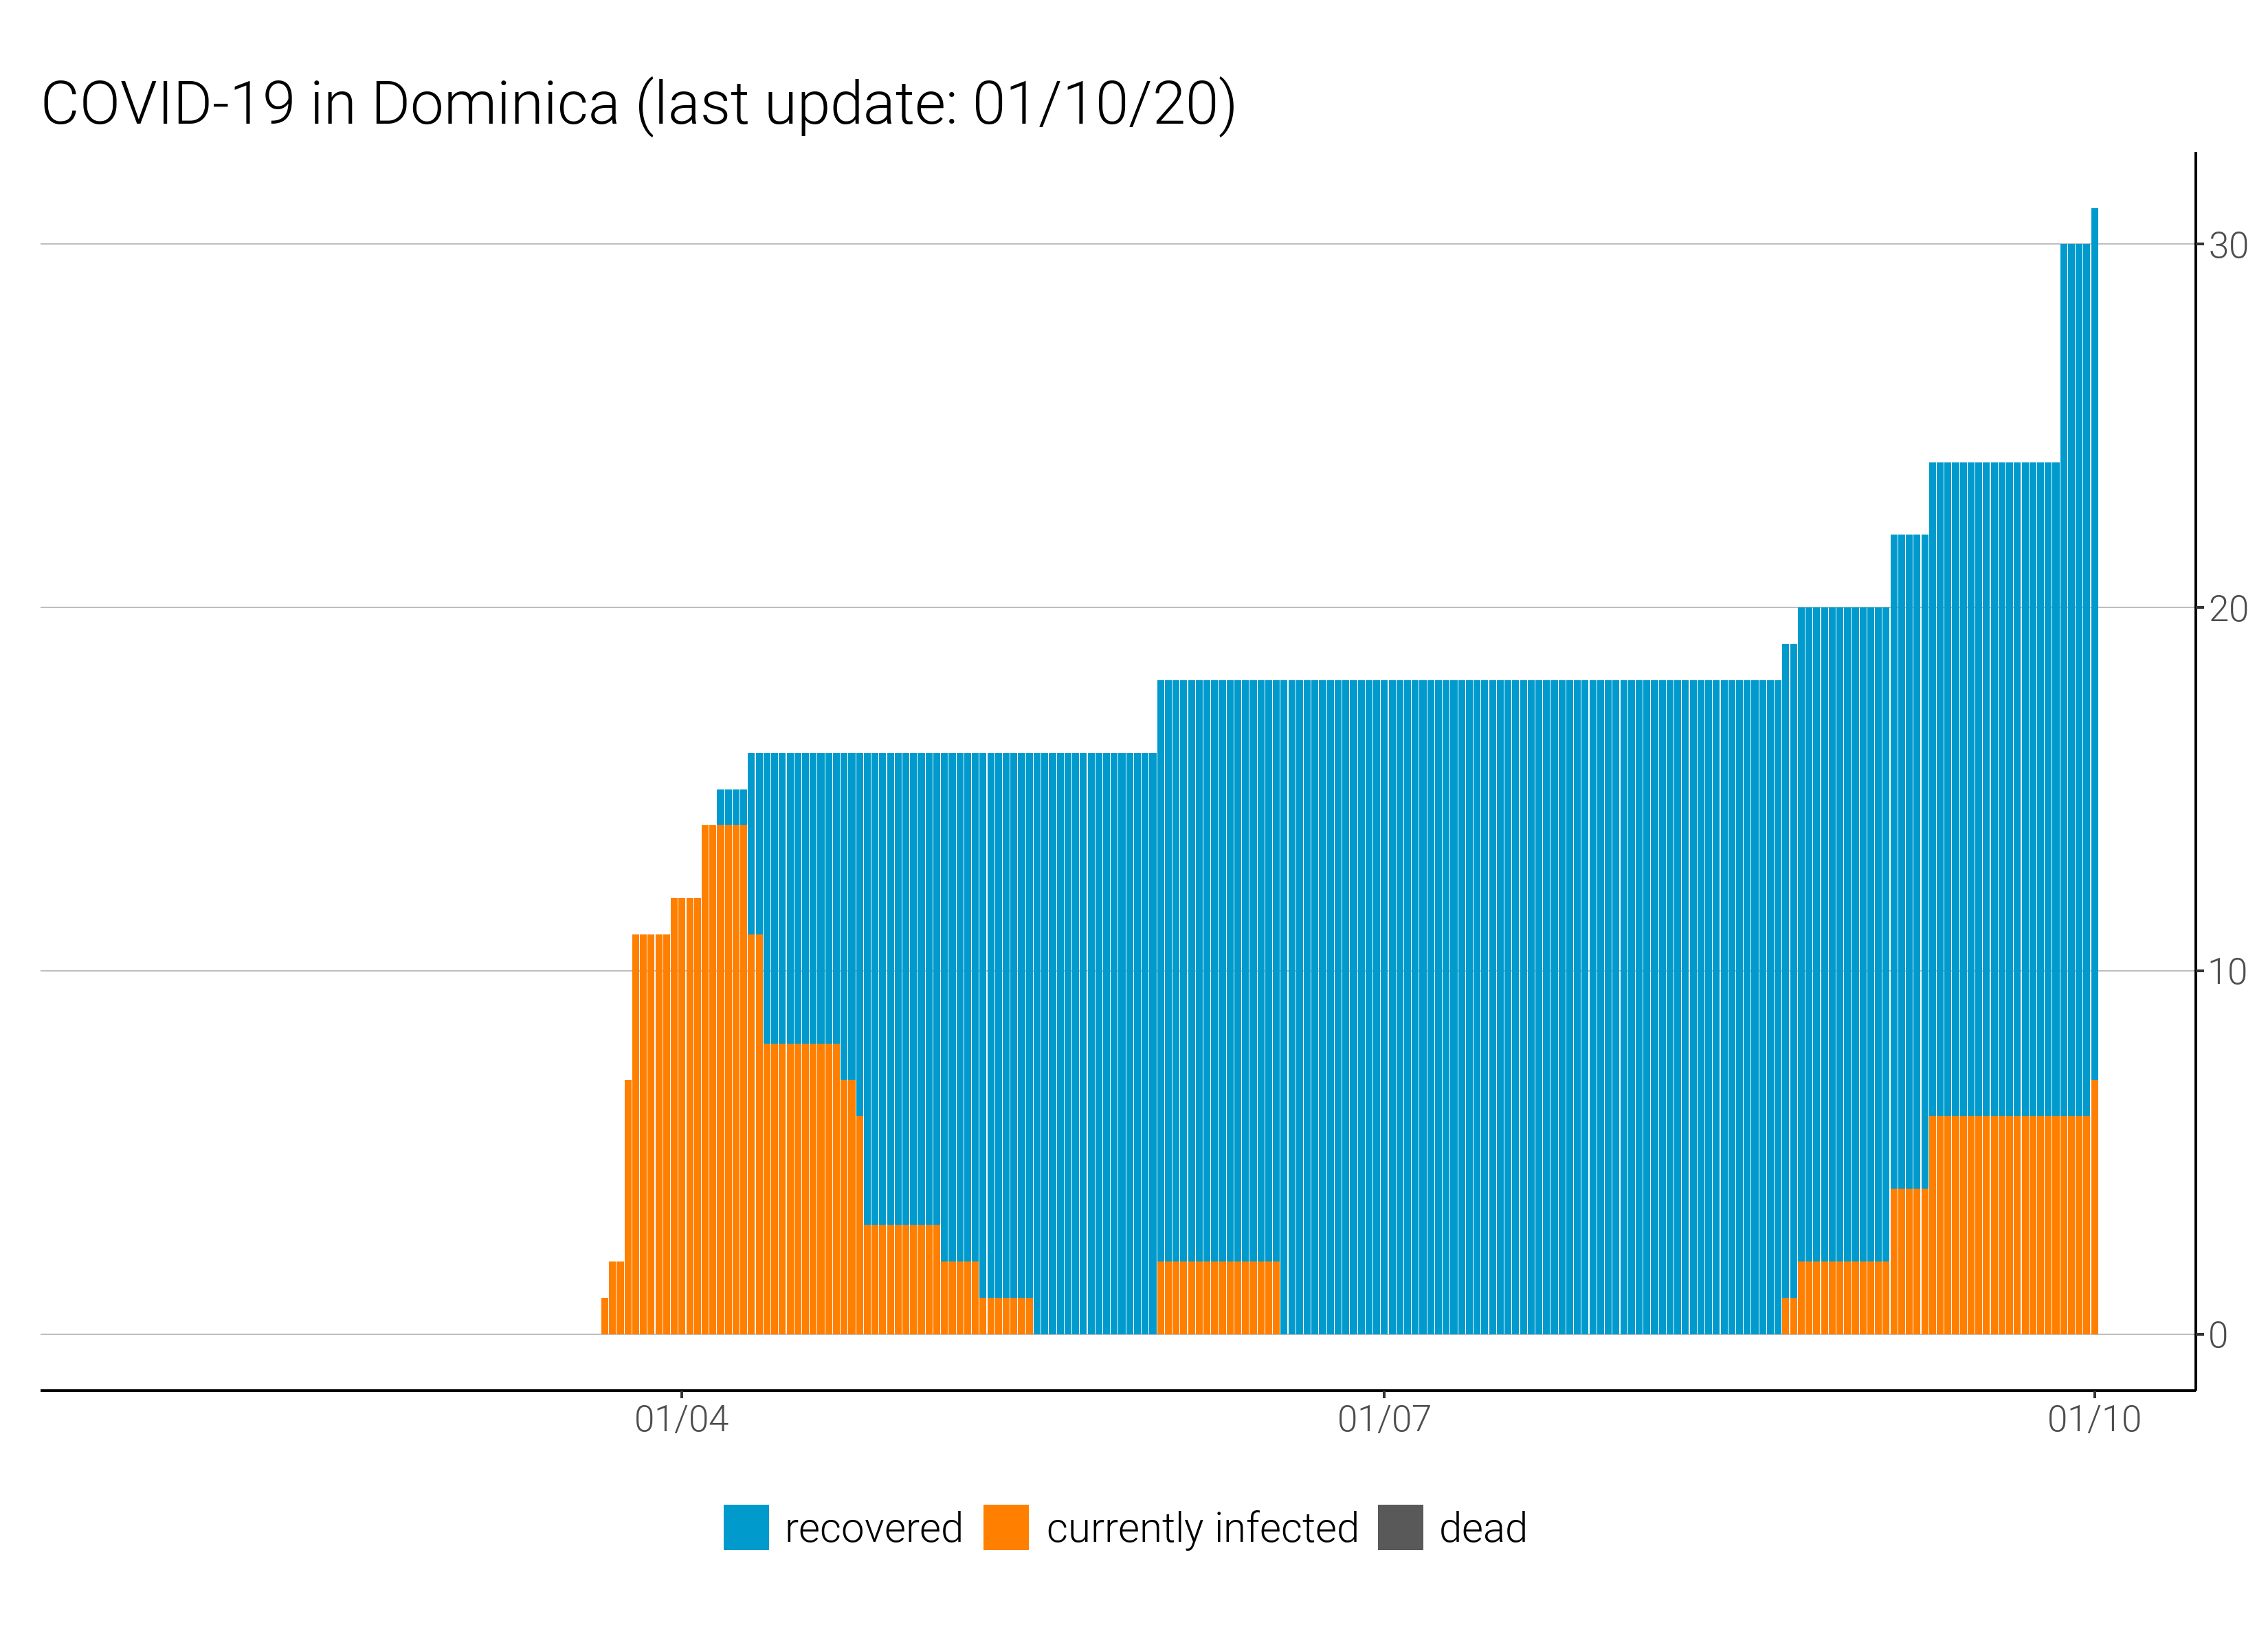 COVID-19 in Dominica (last update: 01/10/20)
30
20
10
0
01/04 01/07 01/10
recovered currently infected dead